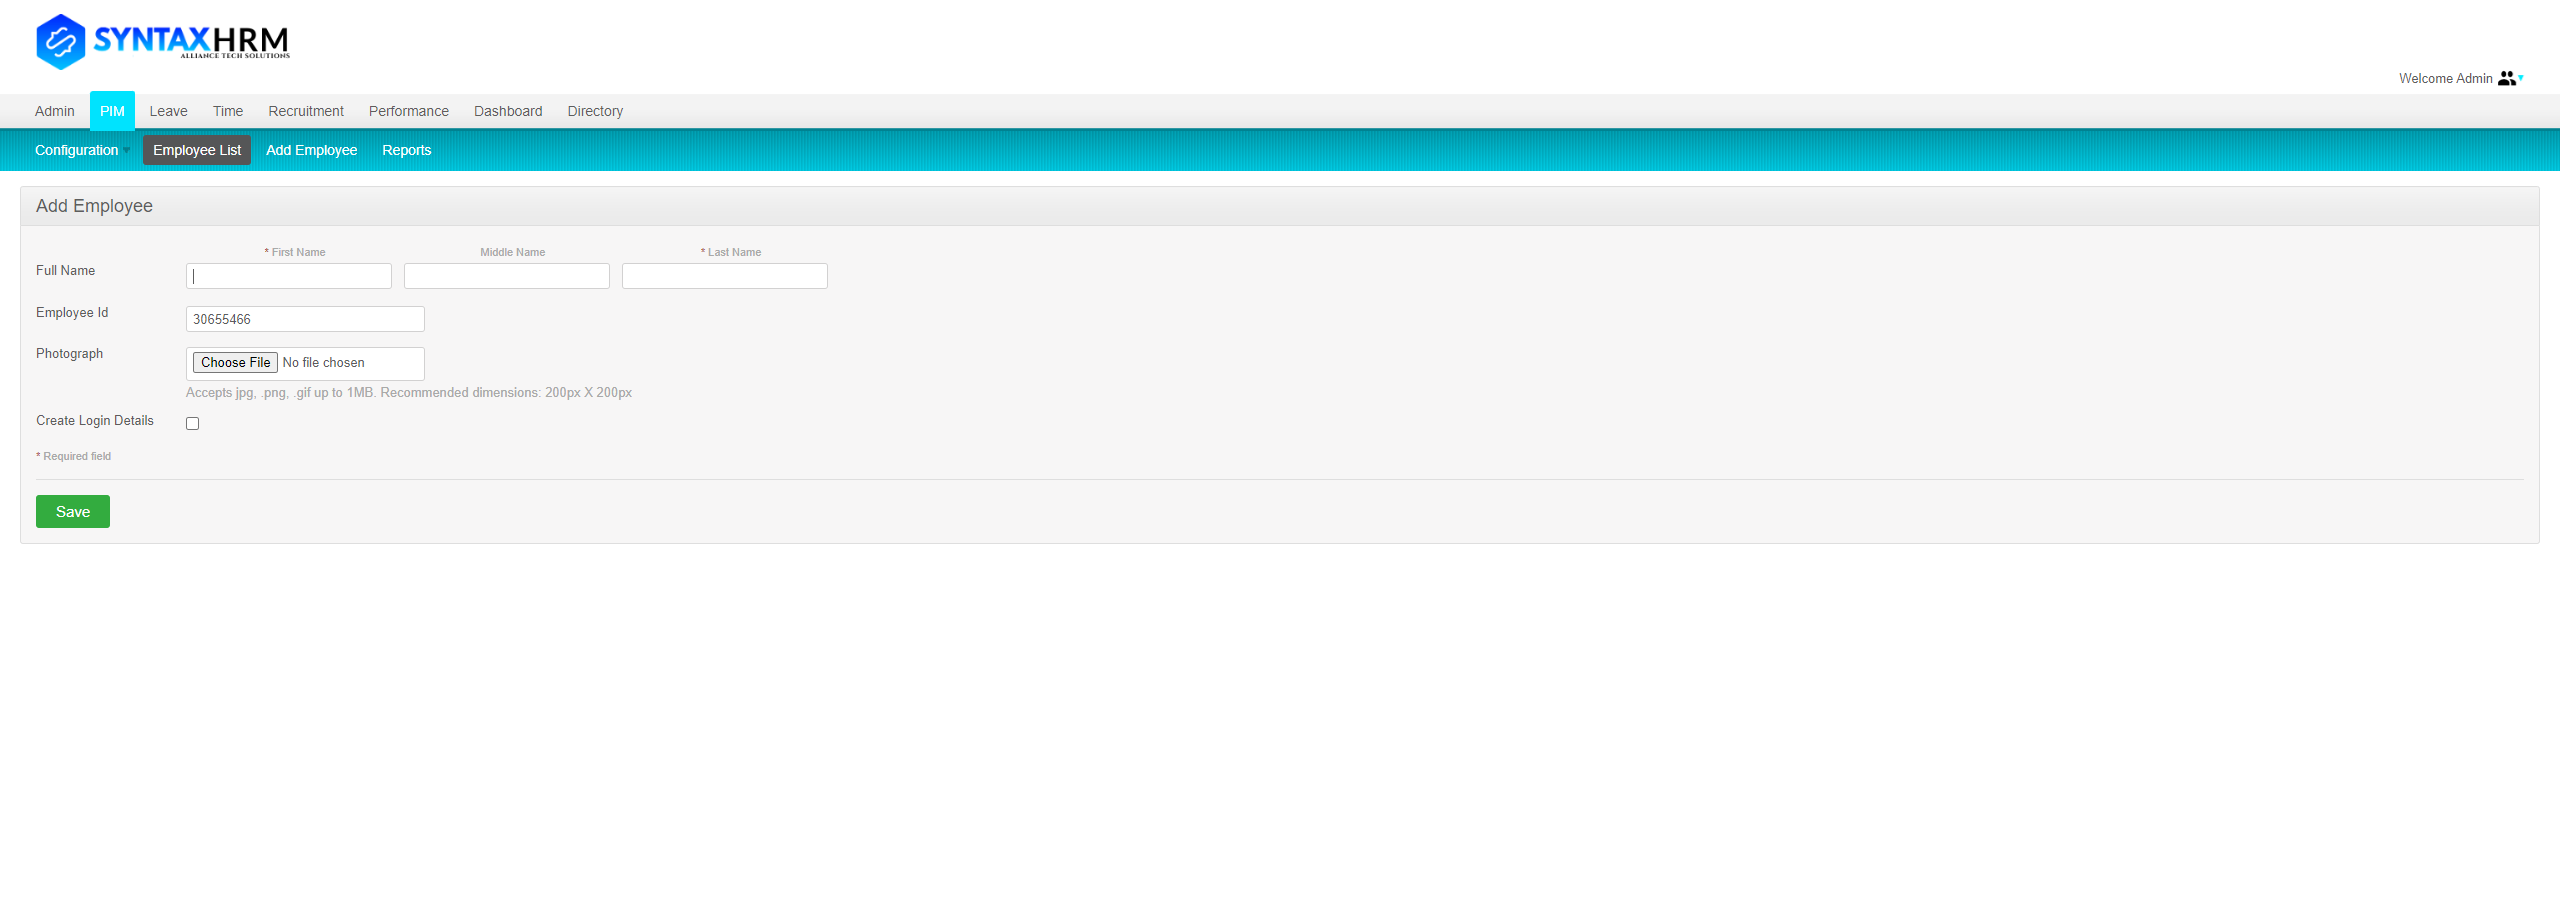 SYNTAXHRM
ALLIANCE TECH SOLUTIONS
Welcome Admin
Admin PIM Leave Time Recruitment Performance Dashboard Directory
Configuration Employee List Add Employee Reports
Add Employee
* First Name Middle Name * Last Name
Full Name
Employee Id 30655466
Photograph Choose File No file chosen
Accepts jpg, .png, .gif up to 1MB. Recommended dimensions: 200px X 200px
Create Login Details
* Required field
Save